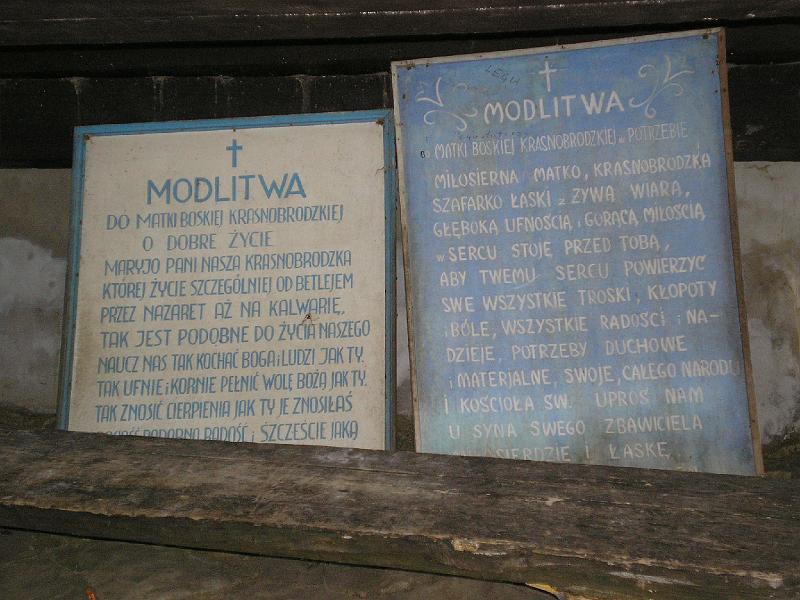 MODLITWA
DO MATKI BOSKIEJ KRASNOBRODZKIEJ
O DOBRE ŻYCIE
MARYJO PANI NASZA KRASNOBRODZKA
KTÓREJ ŻYCIE SZCZEGÓLNIEJ OD BETLEJEM
PRZEZ NAZARET AŻ NA KALWARIĘ,
TAK JEST PODOBNE DO ŻYCIA NASZEGO
NAUCZ NAS TAK KOCHAĆ BOGA i LUDZI JAK TY.
TAK UFNIE i KORNIE PEŁNIĆ WOLĘ BOŻĄ JAK TY.
TAK ZNOSIĆ CIERPIENIA JAK TY JE ZNOSIŁAŚ
RADOŚĆ i SZCZĘŚCIE JAKĄ
MODLITWA
DO MATKI BOSKIEJ KRASNOBRODZKIEJ w POTRZEBIE
MIŁOSIERNA MATKO, KRASNOBRODZKA
SZAFARKO ŁASKI z ŻYWĄ WIARĄ,
GŁĘBOKĄ UFNOŚCIĄ i GORĄCĄ MIŁOŚCIĄ,
w SERCU STOJĘ PRZED TOBĄ,
ABY TWEMU SERCU POWIERZYĆ
SWE WSZYSTKIE TROSKI, KŁOPOTY
i BÓLE, WSZYSTKIE RADOŚCI i NA-
DZIEJE, POTRZEBY DUCHOWE
i MATERJALNE, SWOJE, CAŁEGO NARODU
i KOŚCIOŁA ŚW. UPROŚ NAM
U SYNA SWEGO ZBAWICIELA
I ŁASKĘ